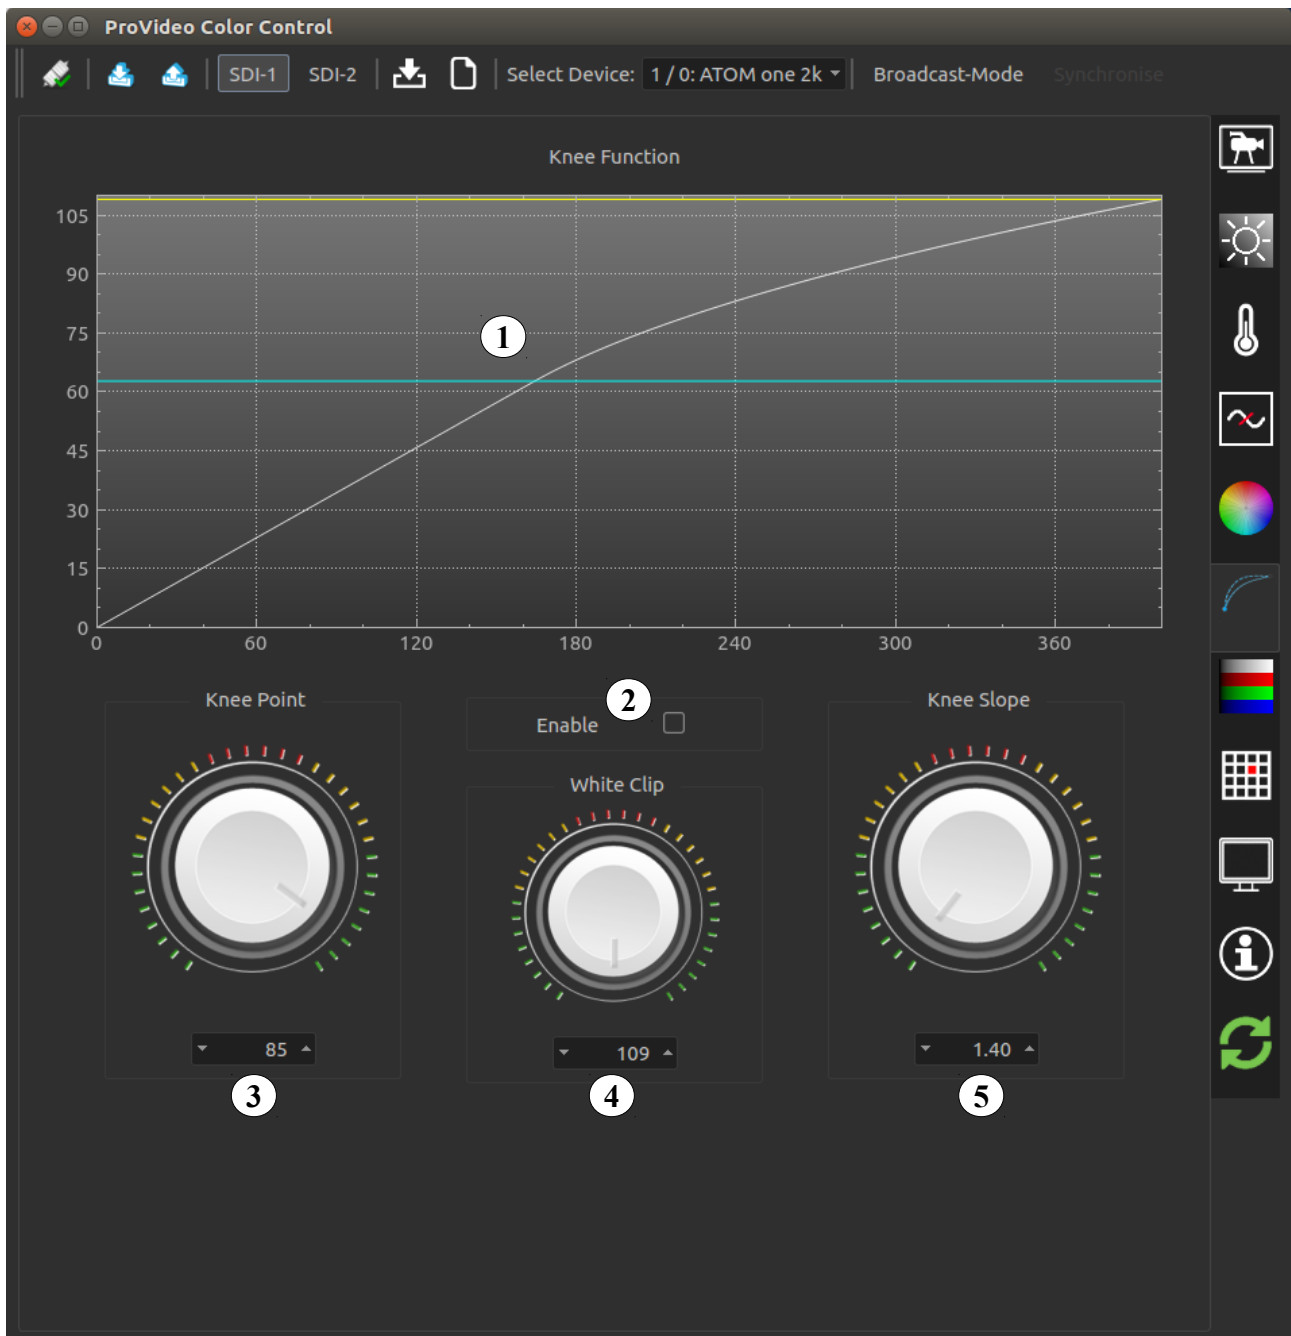 ProVideo Color Control
SDI-1 SDI-2 Select Device: 1 / 0: ATOM one 2k Broadcast-Mode Synchronise
Knee Function
105
90
75
1
60
45
30
15
0
0 60 120 180 240 300 360
Knee Point
2
Knee Slope
Enable
White Clip
85
109
1.40
3
4
5